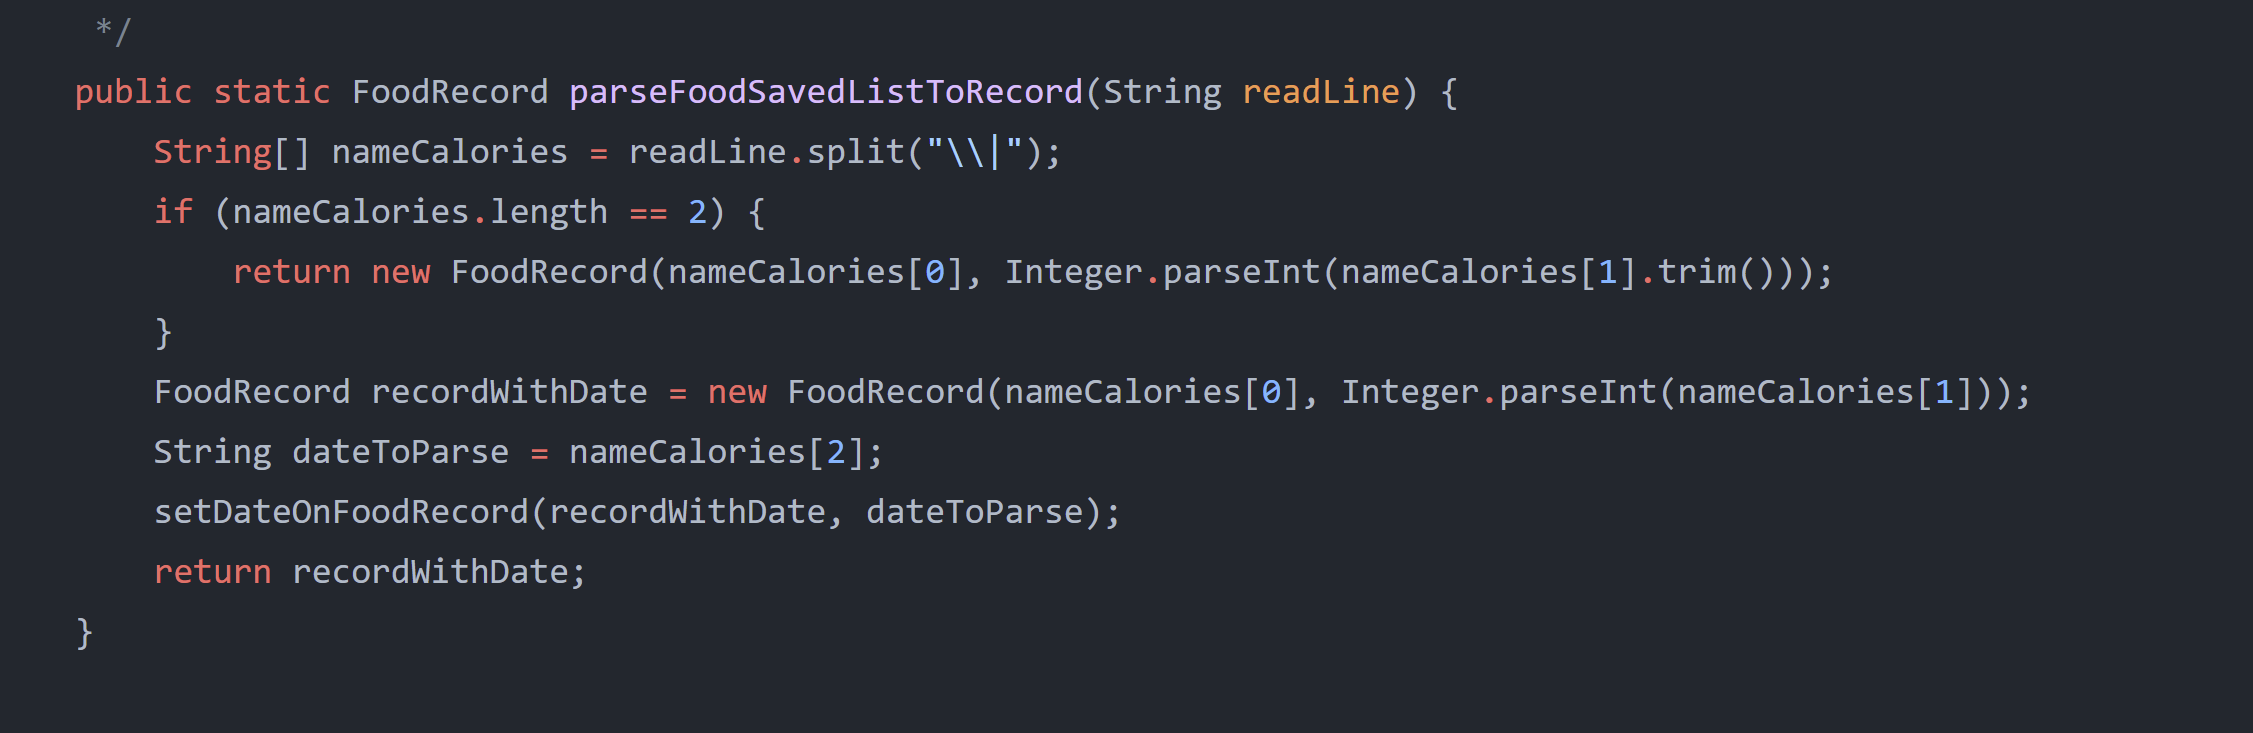 */
public static FoodRecord parseFoodSavedListToRecord(String readLine) {
String[] nameCalories = readLine.split("\\|");
if (nameCalories.length == 2) {
return new FoodRecord(nameCalories[0], Integer.parseInt(nameCalories[1].trim()));
}
FoodRecord recordWithDate = new FoodRecord(nameCalories[0], Integer.parseInt(nameCalories[1]));
String dateToParse = nameCalories[2];
setDateOnFoodRecord(recordWithDate, dateToParse);
return recordWithDate;
}